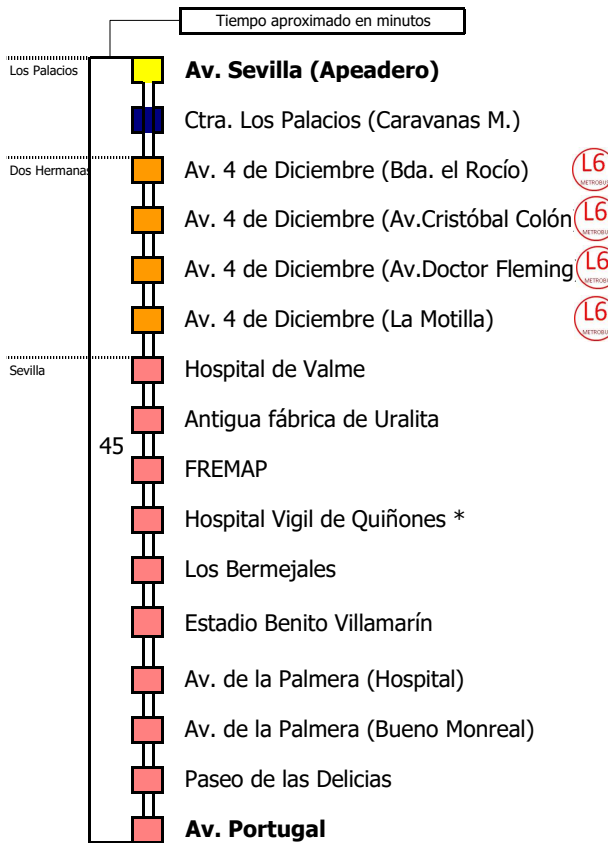 Tiempo aproximado en minutos
Los Palacios
Av. Sevilla (Apeadero)
Ctra. Los Palacios (Caravanas M.)
Dos Hermanas
Av. 4 de Diciembre (Bda. el Rocío)
L6
METROBUS
Av. 4 de Diciembre (Av.Cristóbal Colón
L6
METROBUS
Av. 4 de Diciembre (Av.Doctor Fleming
L6
METROBUS
Av. 4 de Diciembre (La Motilla)
L6
METROBUS
Sevilla
Hospital de Valme
Antigua fábrica de Uralita
45
FREMAP
Hospital Vigil de Quiñones *
Los Bermejales
Estadio Benito Villamarín
Av. de la Palmera (Hospital)
Av. de la Palmera (Bueno Monreal)
Paseo de las Delicias
Av. Portugal